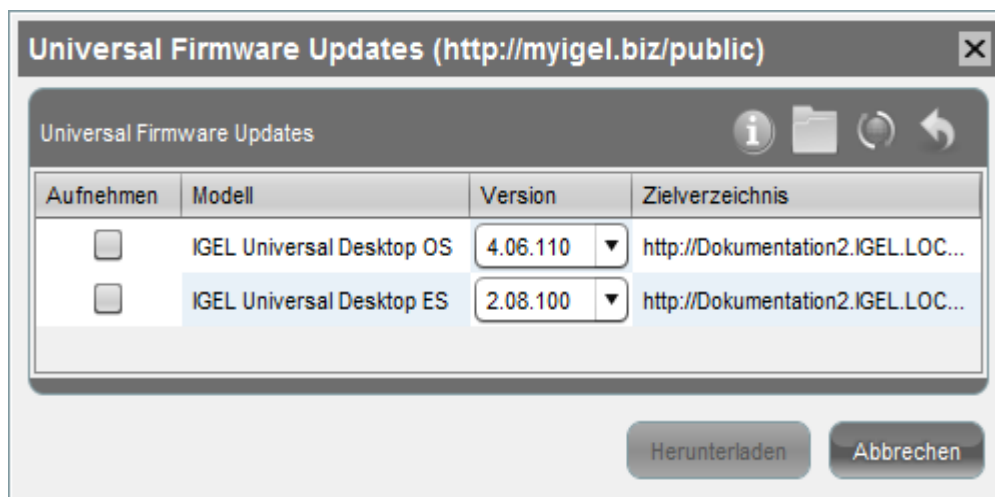 Universal Firmware Updates (http://myigel.biz/public)
Universal Firmware Updates
Aufnehmen Modell Version Zielverzeichnis
IGEL Universal Desktop OS 4.06.110 http://Dokumentation2.IGEL.LOC...
IGEL Universal Desktop ES 2.08.100 http://Dokumentation2.IGEL.LOC...
Herunterladen Abbrechen